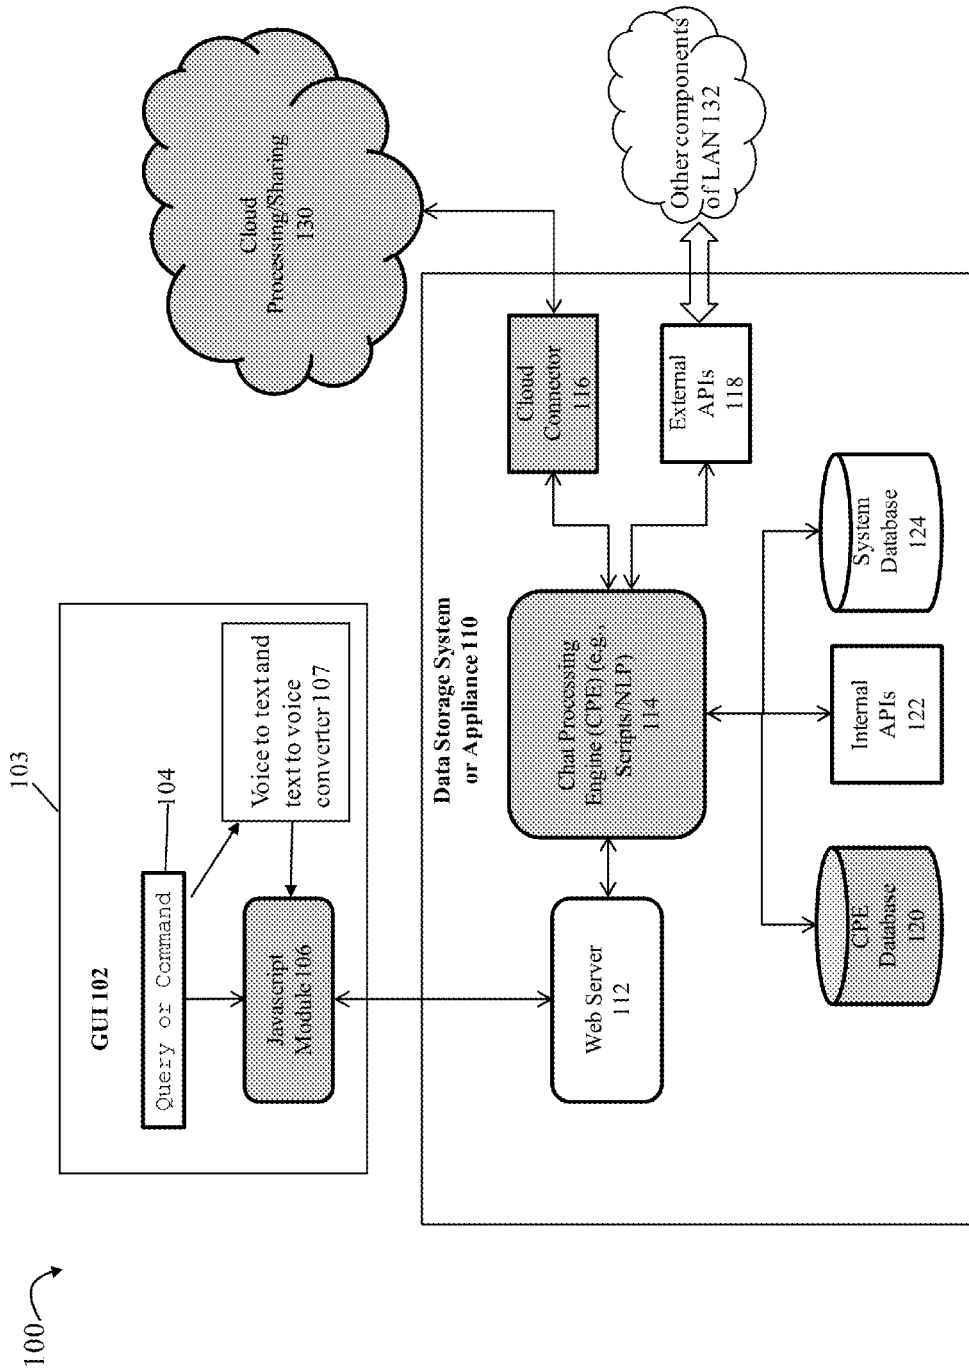 100
103
GUI 102
104
Query or Command
Voice to text and
text to voice
converter 107
Javascript
Module 106
Cloud
Processing/Sharing
130
Data Storage System
or Appliance 110
Web Server
112
Chat Processing
Engine (CPE) (e.g.,
Scripts/NLP)
114
Cloud
Connector
116
External
APIs
118
Other components
of LAN 132
CPE
Database
120
Internal
APIs
122
System
Database
124